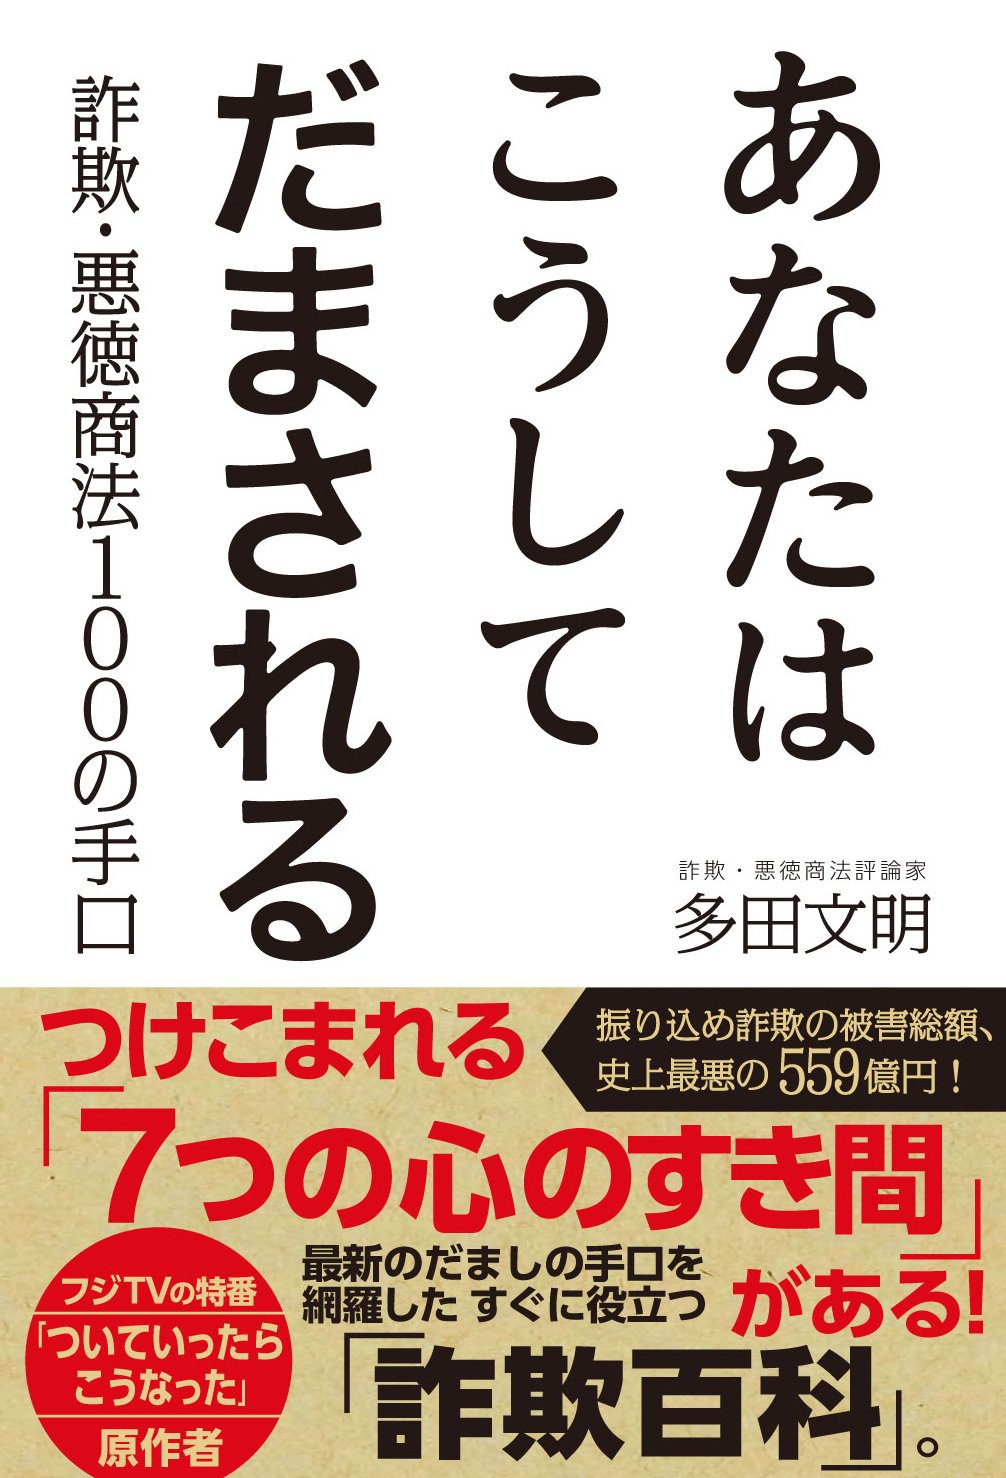 あなたは
こうして
だまされる
詐欺・悪徳商法100の手口
詐欺・悪徳商法評論家
多田文明
振り込め詐欺の被害総額、
史上最悪の559億円！
つけこまれる
「7つの心のすき間」
がある!
最新のだましの手口を
網羅した すぐに役立つ
「詐欺百科」。
フジTVの特番
「ついていったら
こうなった」
原作者